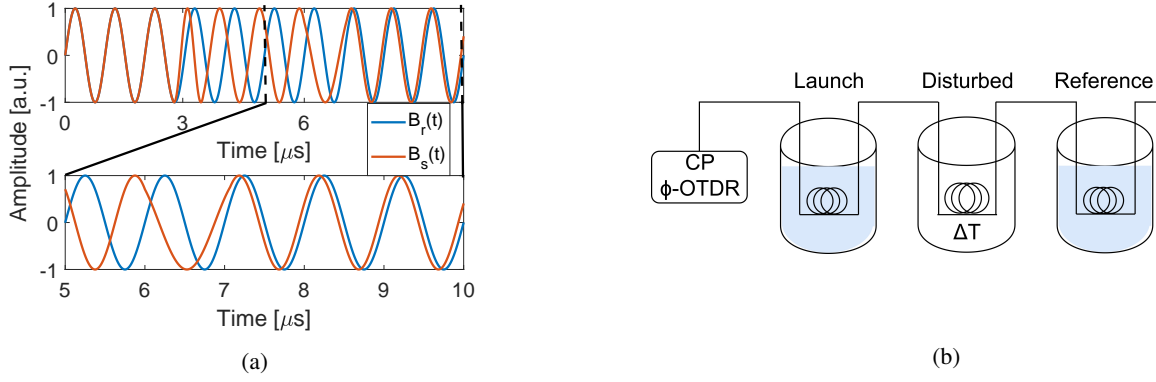 Amplitude [a.u.]
1
0
-1
0 3 6
Time [μs]
B_r(t)
B_s(t)
1
0
-1
5 6 7 8 9 10
Time [μs]
(a)
Launch Disturbed Reference
CP
ϕ-OTDR
ΔT
(b)